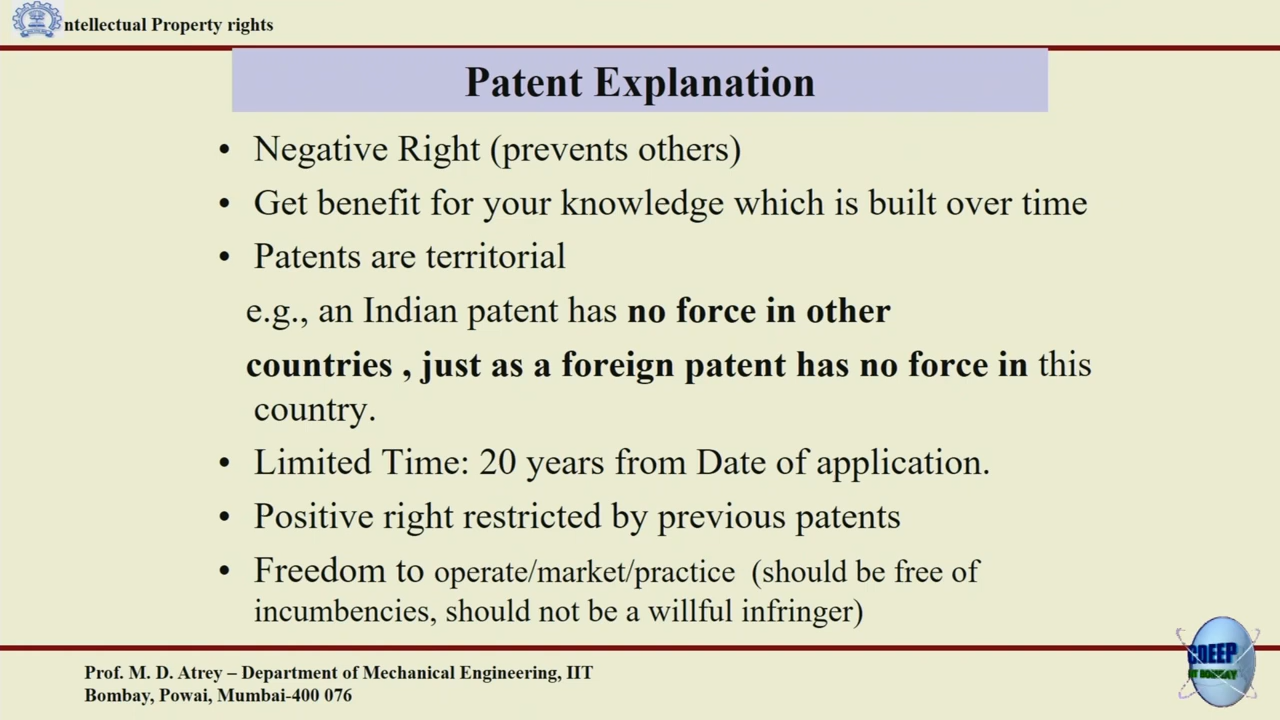 ntellectual Property rights
Patent Explanation
• Negative Right (prevents others)
• Get benefit for your knowledge which is built over time
• Patents are territorial
e.g., an Indian patent has no force in other
countries , just as a foreign patent has no force in this
country.
• Limited Time: 20 years from Date of application.
• Positive right restricted by previous patents
• Freedom to operate/market/practice (should be free of
incumbencies, should not be a willful infringer)
Prof. M. D. Atrey – Department of Mechanical Engineering, IIT
Bombay, Powai, Mumbai-400 076
CDEEP
IIT BOMBAY